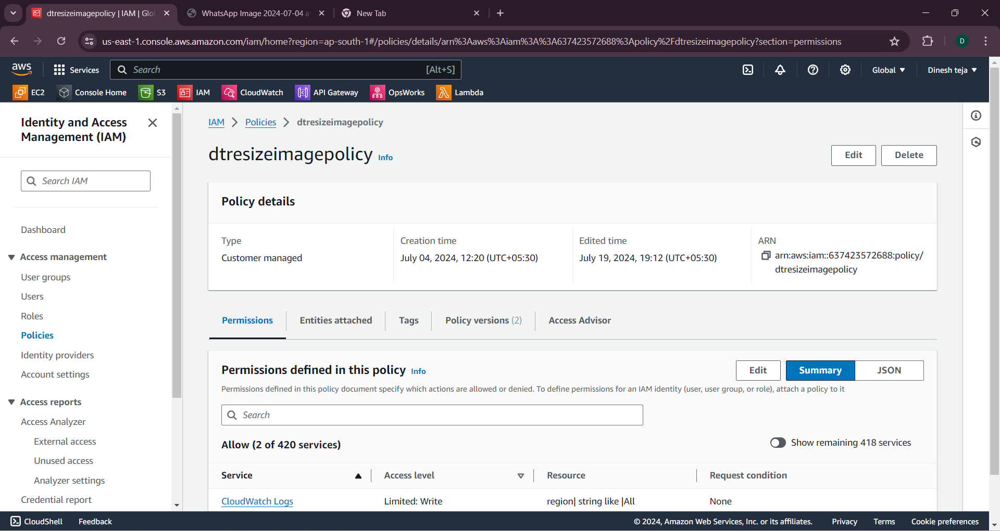 dtresizeimagepolicy | IAM | Glo
WhatsApp Image 2024-07-04 a
New Tab
us-east-1.console.aws.amazon.com/iam/home?region=ap-south-1#/policies/details/arn%3Aaws%3Aiam%3A%3A637423572688%3Apolicy%2Fdtresizeimagepolicy?section=permissions
D
aws
Services
Search
[Alt+S]
Global
Dinesh teja
EC2
Console Home
S3
IAM
CloudWatch
API Gateway
OpsWorks
Lambda
Identity and Access
Management (IAM)
Search IAM
Dashboard
Access management
User groups
Users
Roles
Policies
Identity providers
Account settings
Access reports
Access Analyzer
External access
Unused access
Analyzer settings
Credential report
IAM > Policies > dtresizeimagepolicy
dtresizeimagepolicy Info
Edit
Delete
Policy details
Type
Customer managed
Creation time
July 04, 2024, 12:20 (UTC+05:30)
Edited time
July 19, 2024, 19:12 (UTC+05:30)
ARN
arn:aws:iam::637423572688:policy/
dtresizeimagepolicy
Permissions
Entities attached
Tags
Policy versions (2)
Access Advisor
Permissions defined in this policy Info
Edit
Summary
JSON
Permissions defined in this policy document specify which actions are allowed or denied. To define permissions for an IAM identity (user, user group, or role), attach a policy to it
Search
Allow (2 of 420 services)
Show remaining 418 services
Service
Access level
Resource
Request condition
CloudWatch Logs
Limited: Write
region| string like |All
None
CloudShell
Feedback
© 2024, Amazon Web Services, Inc. or its affiliates.
Privacy
Terms
Cookie preferences